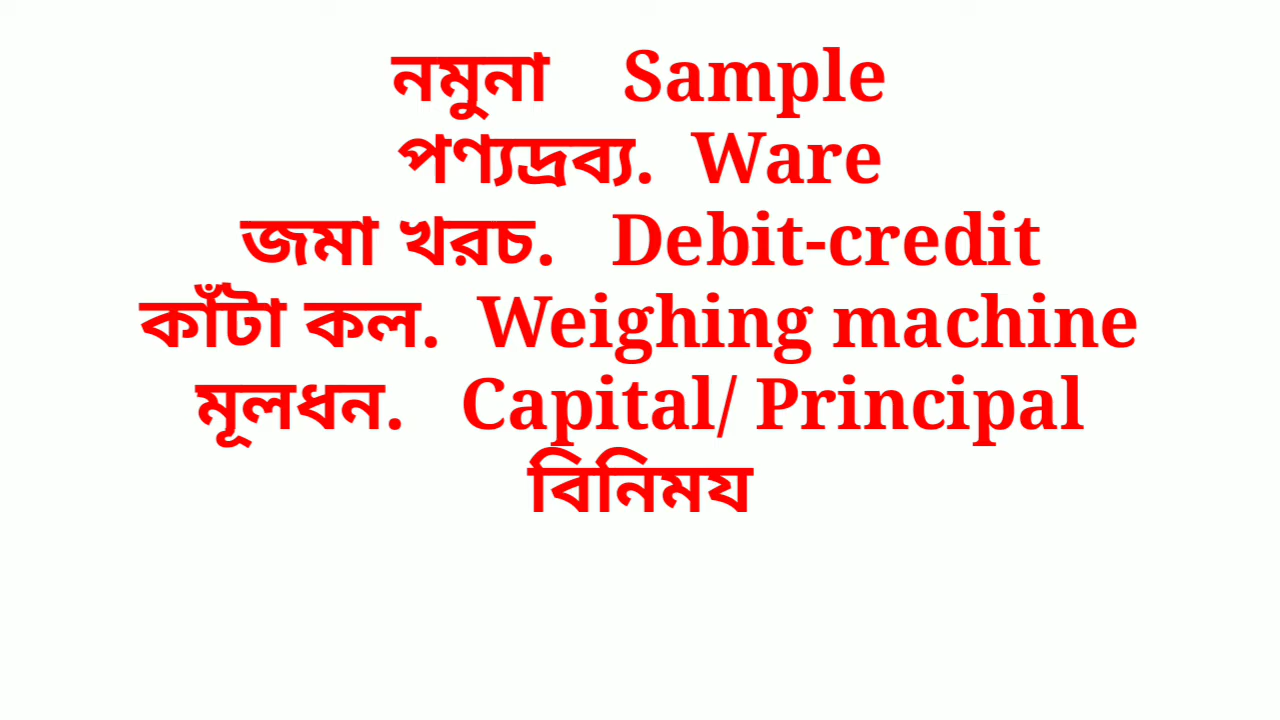 নমুনা Sample
পণ্যদ্রব্য. Ware
জমা খরচ. Debit-credit
কাঁটা কল. Weighing machine
মূলধন. Capital/ Principal
বিনিময